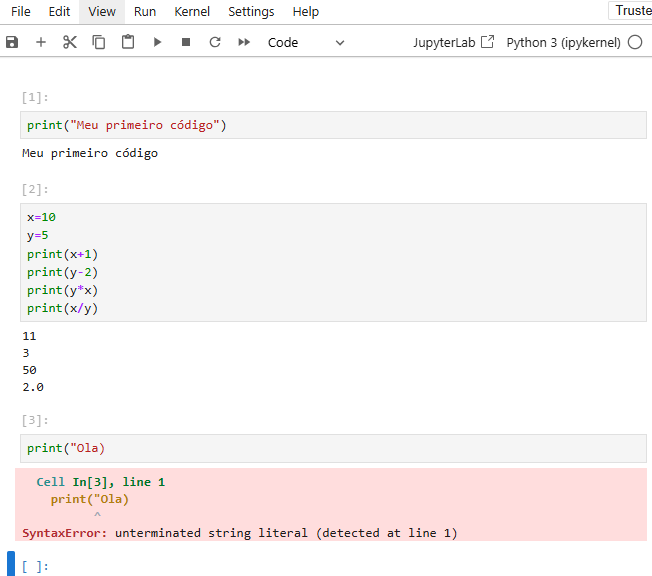 File Edit View Run Kernel Settings Help Truste
Code JupyterLab Python 3 (ipykernel)
[1]:
print("Meu primeiro código")
Meu primeiro código
[2]:
x=10
y=5
print(x+1)
print(y-2)
print(y*x)
print(x/y)
11
3
50
2.0
[3]:
print("Ola)
Cell In[3], line 1
print("Ola)
^
SyntaxError: unterminated string literal (detected at line 1)
[ ]: